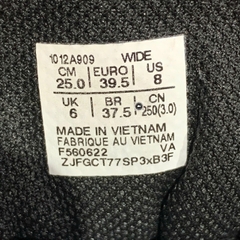 1012A909 WIDE
CM EURO US
25.0 39.5 8
UK BR CN
6 37.5 250(3.0)
MADE IN VIETNAM
FABRIQUE AU VIETNAM
F560622 VA
ZJFGCT77SP3xB3F